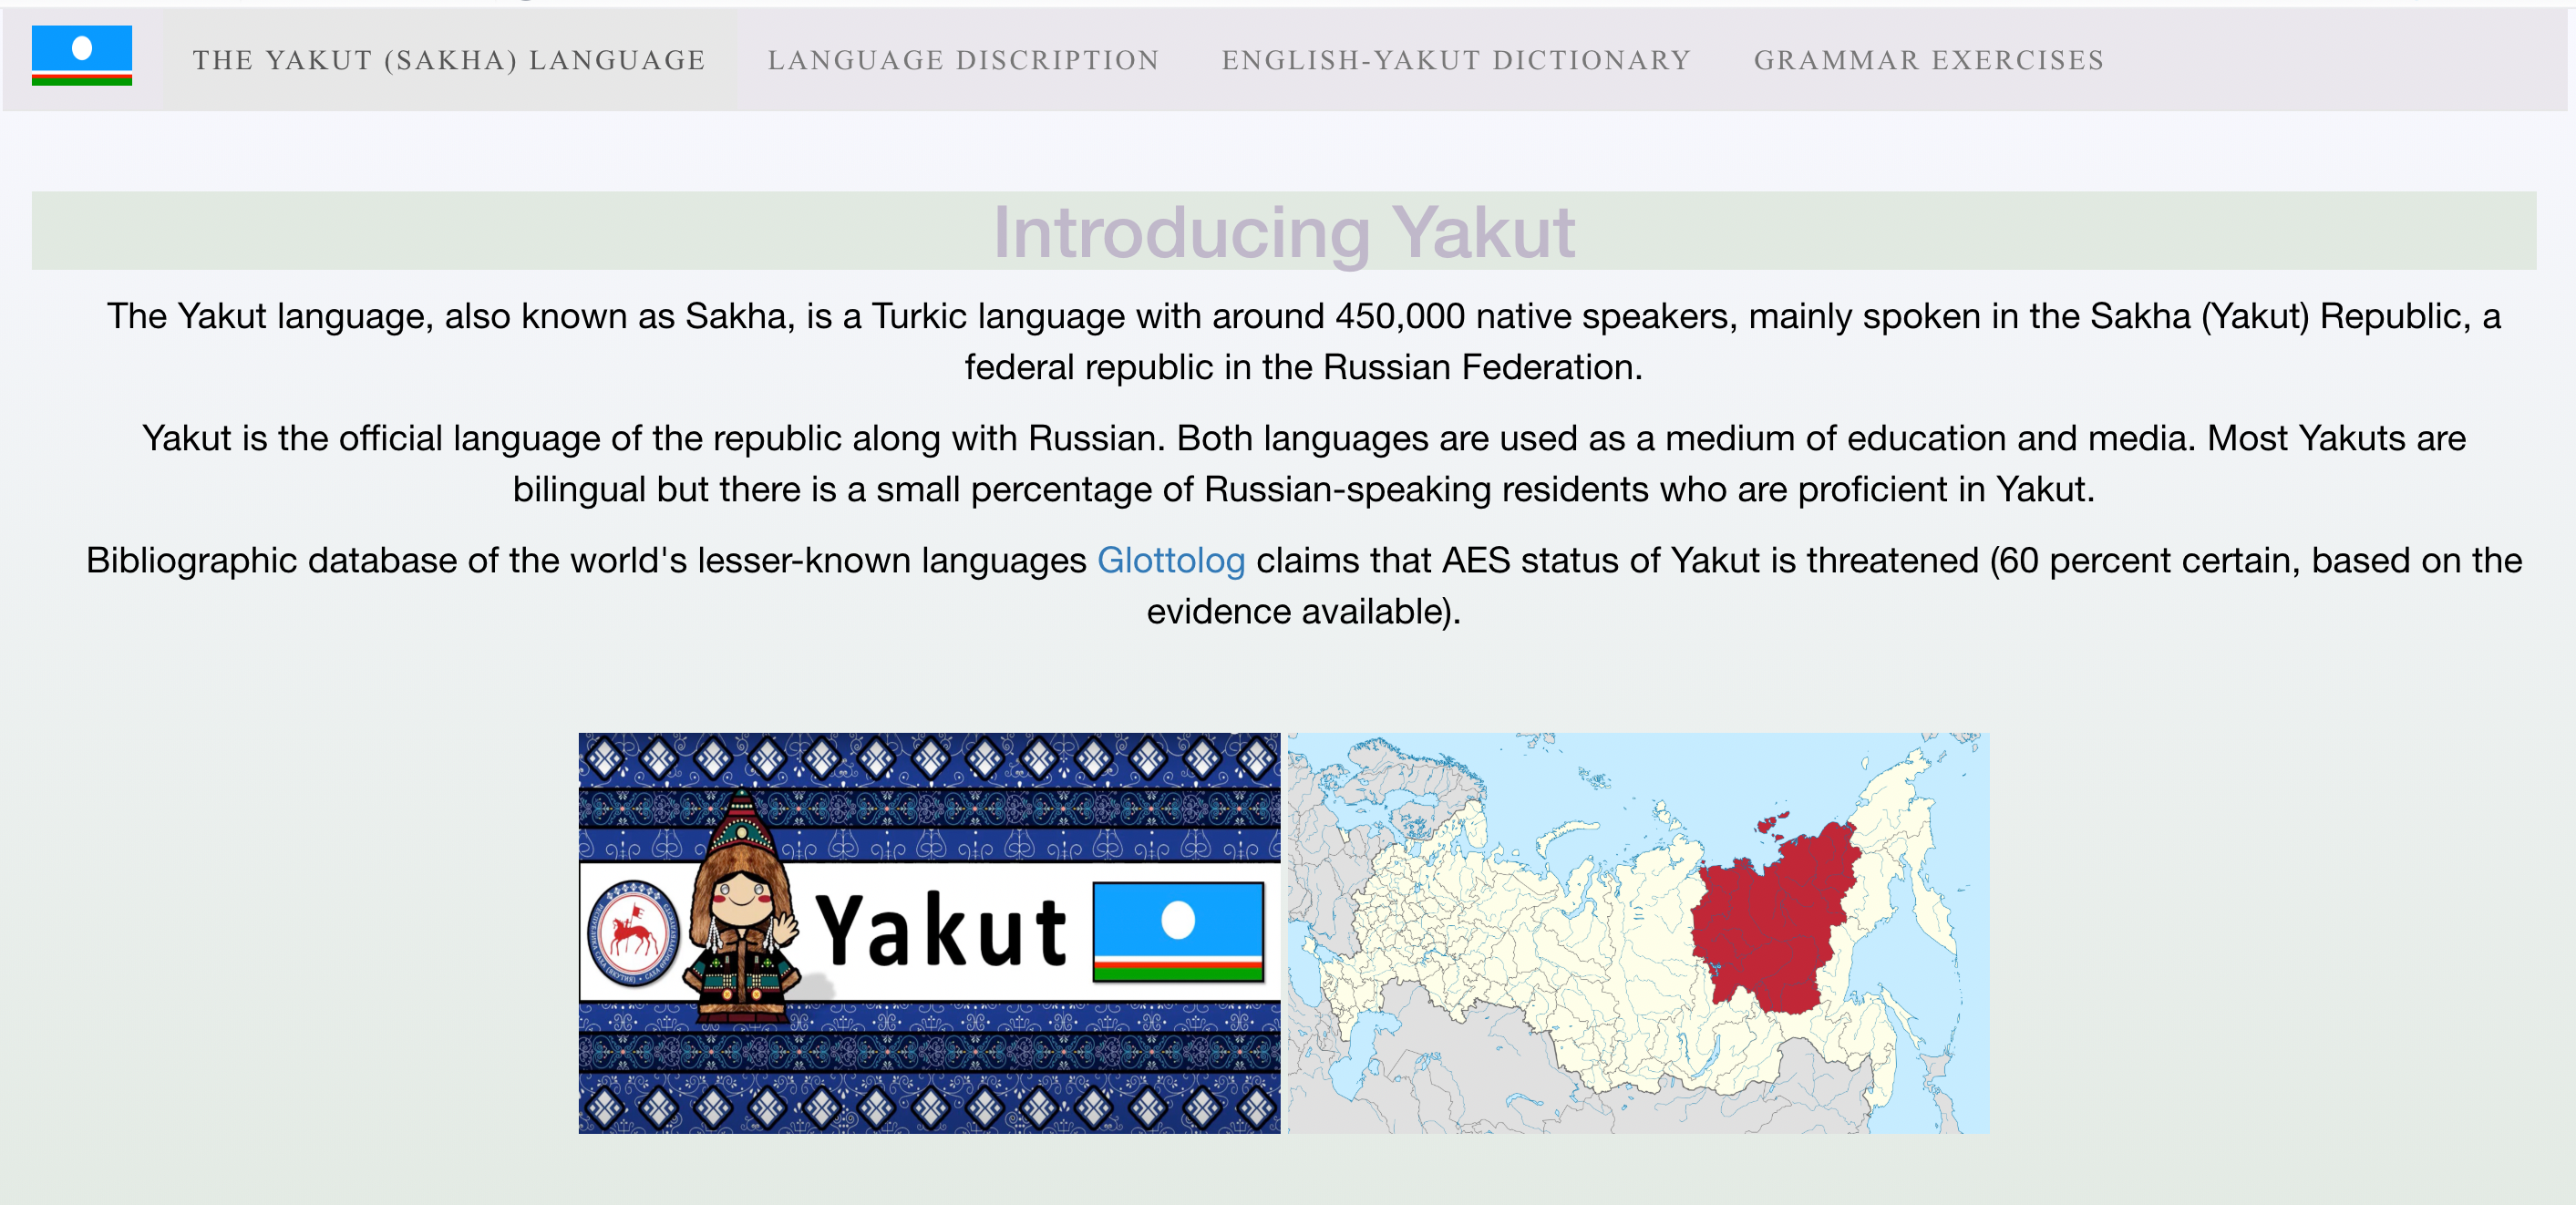 THE YAKUT (SAKHA) LANGUAGE
LANGUAGE DISCRIPTION
ENGLISH-YAKUT DICTIONARY
GRAMMAR EXERCISES
Introducing Yakut
The Yakut language, also known as Sakha, is a Turkic language with around 450,000 native speakers, mainly spoken in the Sakha (Yakut) Republic, a
federal republic in the Russian Federation.
Yakut is the official language of the republic along with Russian. Both languages are used as a medium of education and media. Most Yakuts are
bilingual but there is a small percentage of Russian-speaking residents who are proficient in Yakut.
Bibliographic database of the world's lesser-known languages Glottolog claims that AES status of Yakut is threatened (60 percent certain, based on the
evidence available).
Yakut